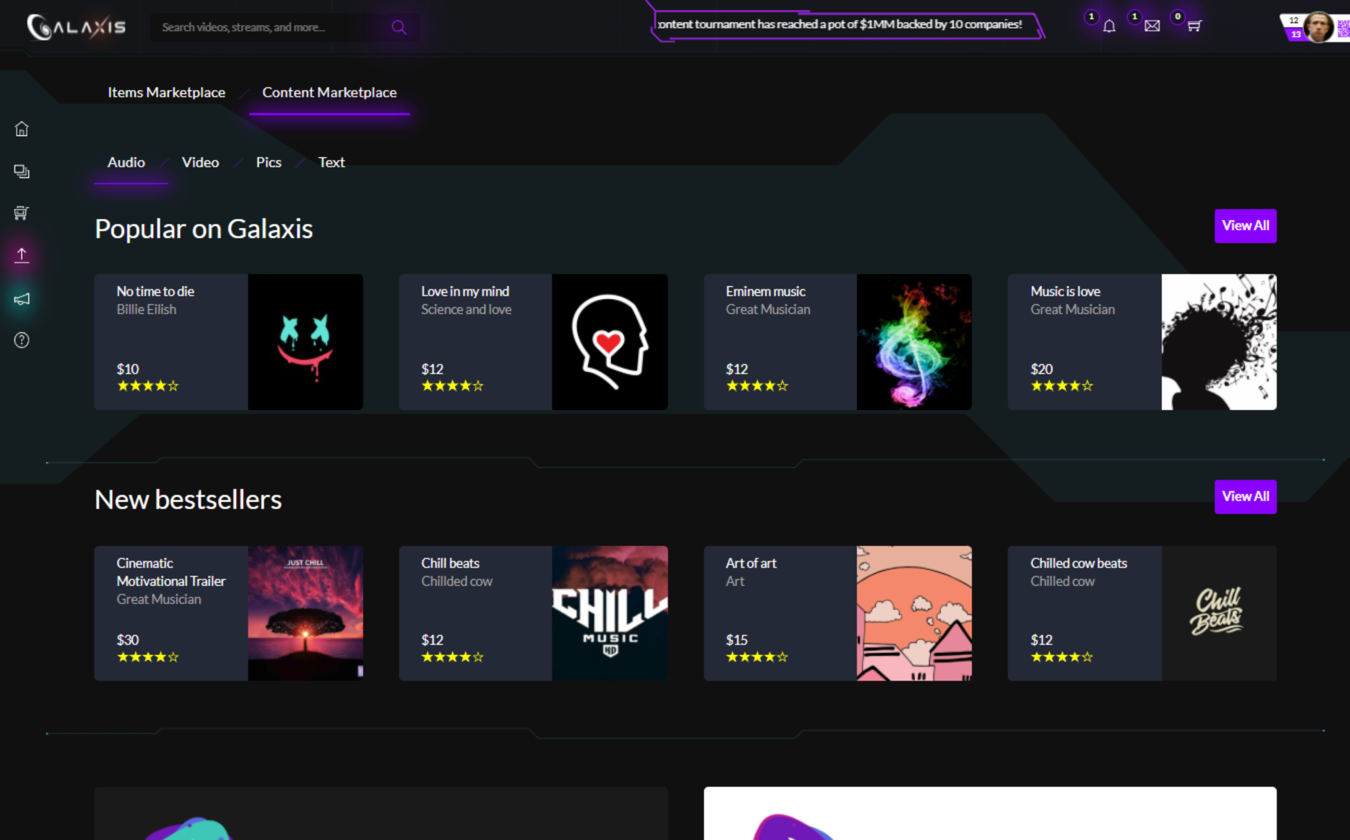 GALAXIS
Search videos, streams, and more...
ontent tournament has reached a pot of $1MM backed by 10 companies!
1
1
0
12
13
Items Marketplace
Content Marketplace
Audio
Video
Pics
Text
Popular on Galaxis
View All
No time to die
Billie Eilish
$10
★★★★☆
Love in my mind
Science and love
$12
★★★★☆
Eminem music
Great Musician
$12
★★★★☆
Music is love
Great Musician
$20
★★★★☆
New bestsellers
View All
Cinematic
Motivational Trailer
Great Musician
$30
★★★★☆
JUST CHILL
Chill beats
Chillded cow
$12
★★★★☆
CHILL
MUSIC
HD
Art of art
Art
$15
★★★★☆
Chilled cow beats
Chilled cow
$12
★★★★☆
Chill
Beats